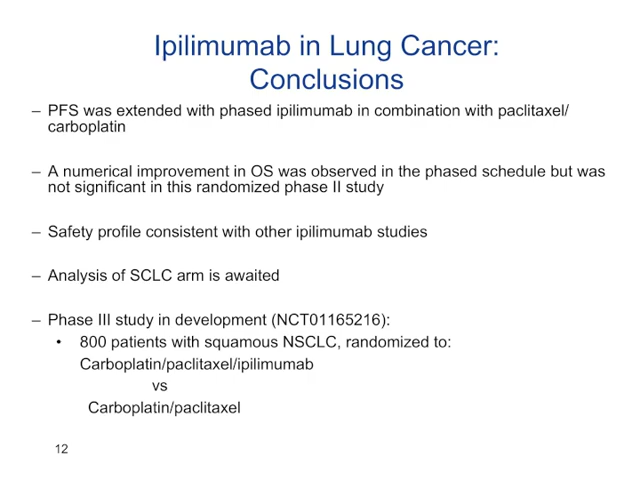 Ipilimumab in Lung Cancer:
Conclusions
– PFS was extended with phased ipilimumab in combination with paclitaxel/
carboplatin
– A numerical improvement in OS was observed in the phased schedule but was
not significant in this randomized phase II study
– Safety profile consistent with other ipilimumab studies
– Analysis of SCLC arm is awaited
– Phase III study in development (NCT01165216):
• 800 patients with squamous NSCLC, randomized to:
Carboplatin/paclitaxel/ipilimumab
vs
Carboplatin/paclitaxel
12